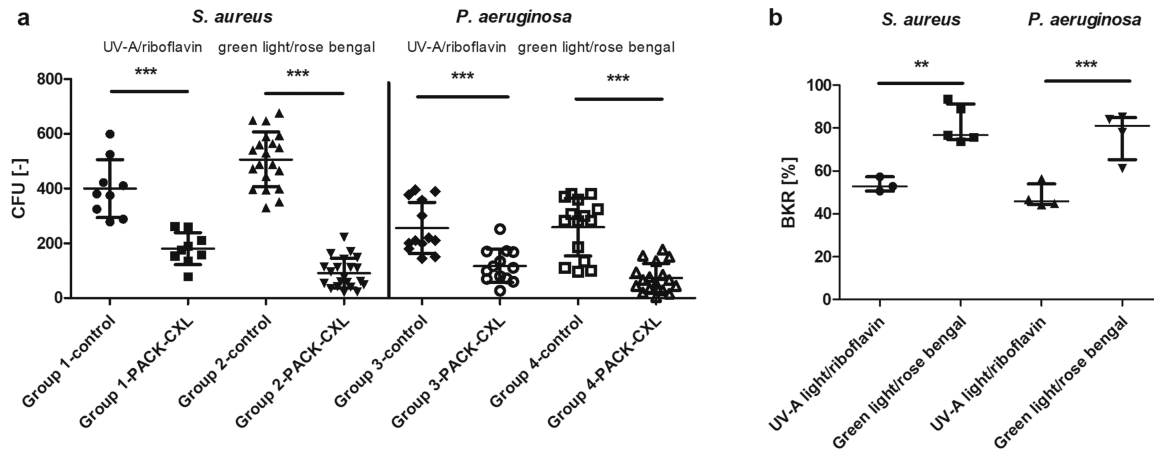 a
S. aureus
P. aeruginosa
UV-A/riboflavin
green light/rose bengal
UV-A/riboflavin
green light/rose bengal
***
***
***
***
CFU [-]
800
600
400
200
0
Group 1-control
Group 1-PACK-CXL
Group 2-control
Group 2-PACK-CXL
Group 3-control
Group 3-PACK-CXL
Group 4-control
Group 4-PACK-CXL
b
S. aureus
P. aeruginosa
**
***
BKR [%]
100
80
60
40
20
0
UV-A light/riboflavin
Green light/rose bengal
UV-A light/riboflavin
Green light/rose bengal